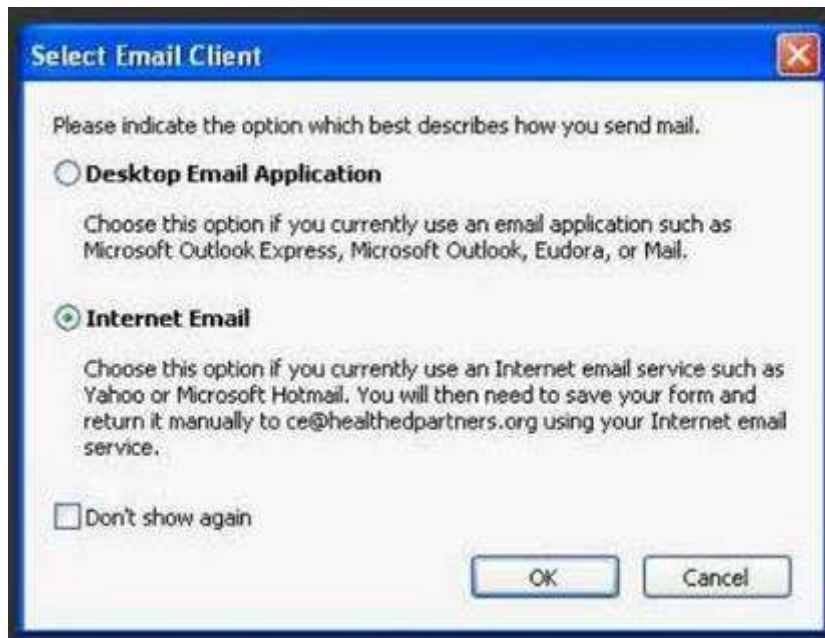 Select Email Client
Please indicate the option which best describes how you send mail.
Desktop Email Application
Choose this option if you currently use an email application such as
Microsoft Outlook Express, Microsoft Outlook, Eudora, or Mail.
Internet Email
Choose this option if you currently use an Internet email service such as
Yahoo or Microsoft Hotmail. You will then need to save your form and
return it manually to ce@healthedpartners.org using your Internet email
service.
Don't show again
OK
Cancel